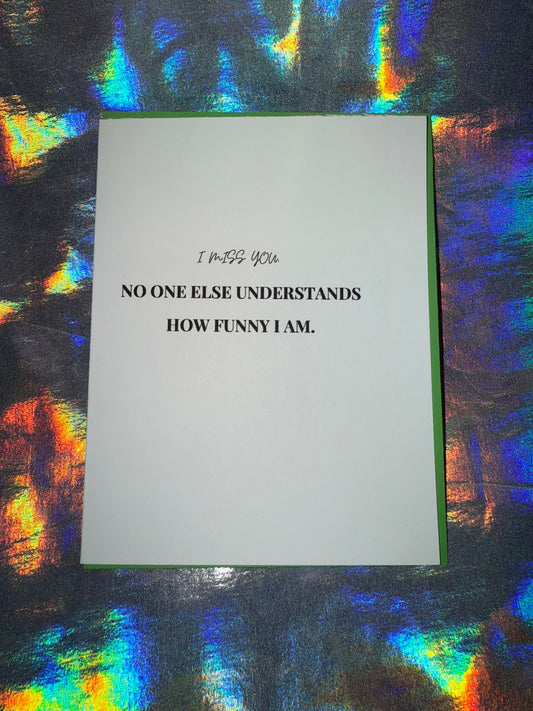 I MISS YOU.
NO ONE ELSE UNDERSTANDS
HOW FUNNY I AM.